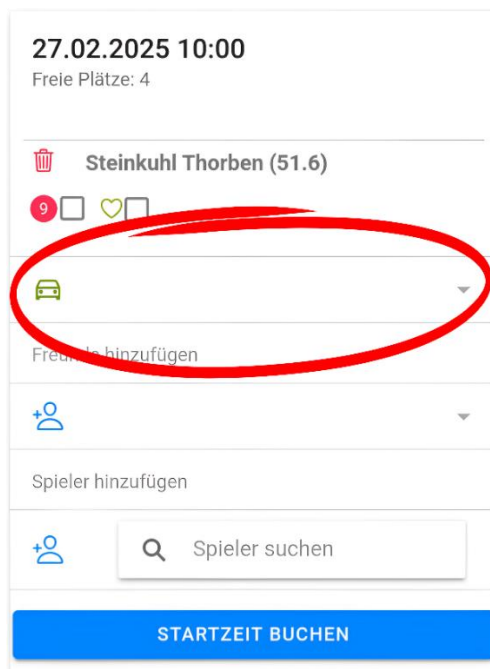 27.02.2025 10:00
Freie Plätze: 4
Steinkuhl Thorben (51.6)
9
Freunde hinzufügen
Spieler hinzufügen
Spieler suchen
STARTZEIT BUCHEN